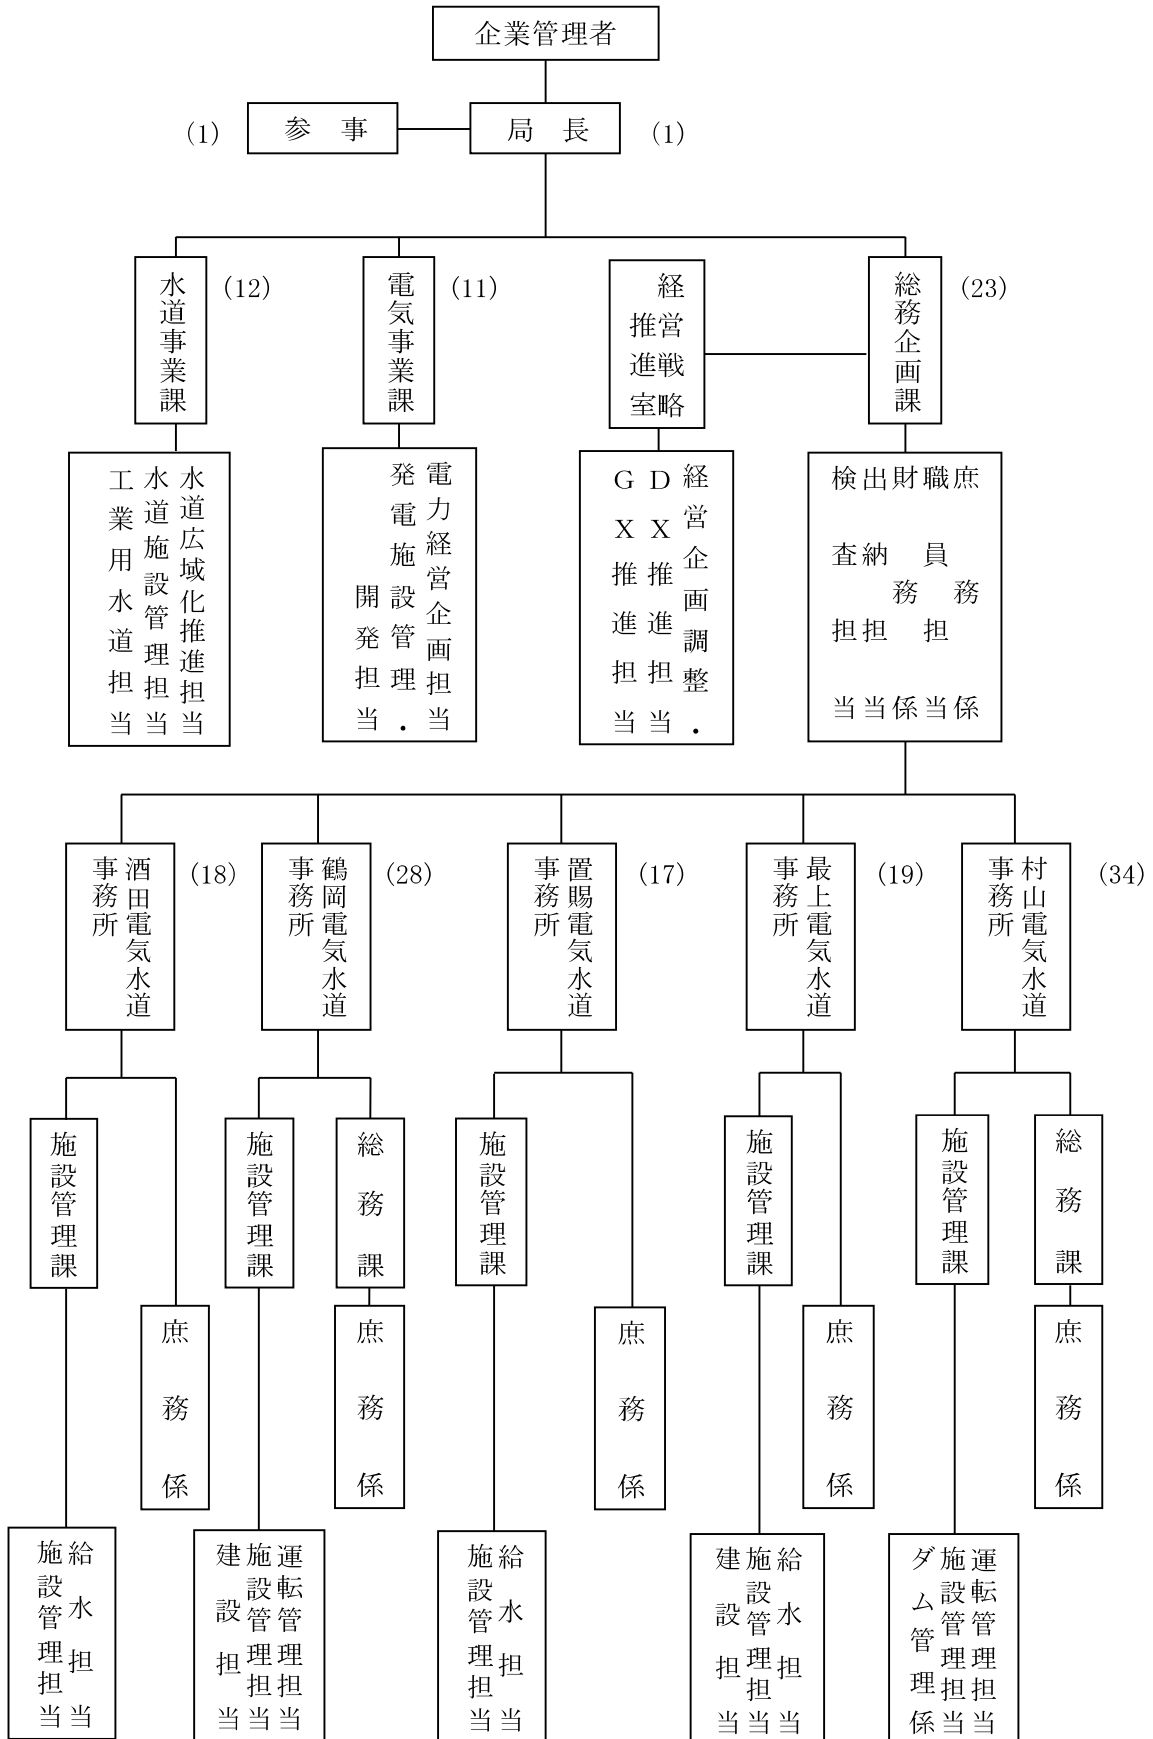 企業管理者
(1)
参　事
局　長
(1)
総務企画課
(23)
経営戦略
推進室
電気事業課
(11)
水道事業課
(12)
庶務係
職員担当
財務係
出納担当
検査担当
経営企画調整・
DX推進担当
GX推進担当
電力経営企画担当
発電施設管理・
開発担当
水道広域化推進担当
水道施設管理担当
工業用水道担当
村山電気水道
事務所
(34)
最上電気水道
事務所
(19)
置賜電気水道
事務所
(17)
鶴岡電気水道
事務所
(28)
酒田電気水道
事務所
(18)
総務課
施設管理課
施設管理課
施設管理課
総務課
施設管理課
施設管理課
庶務係
庶務係
庶務係
庶務係
庶務係
運転管理担当
施設管理担当
ダム管理係
給水担当
施設管理担当
建設担当
給水担当
施設管理担当
運転管理担当
施設管理担当
建設担当
給水担当
施設管理担当